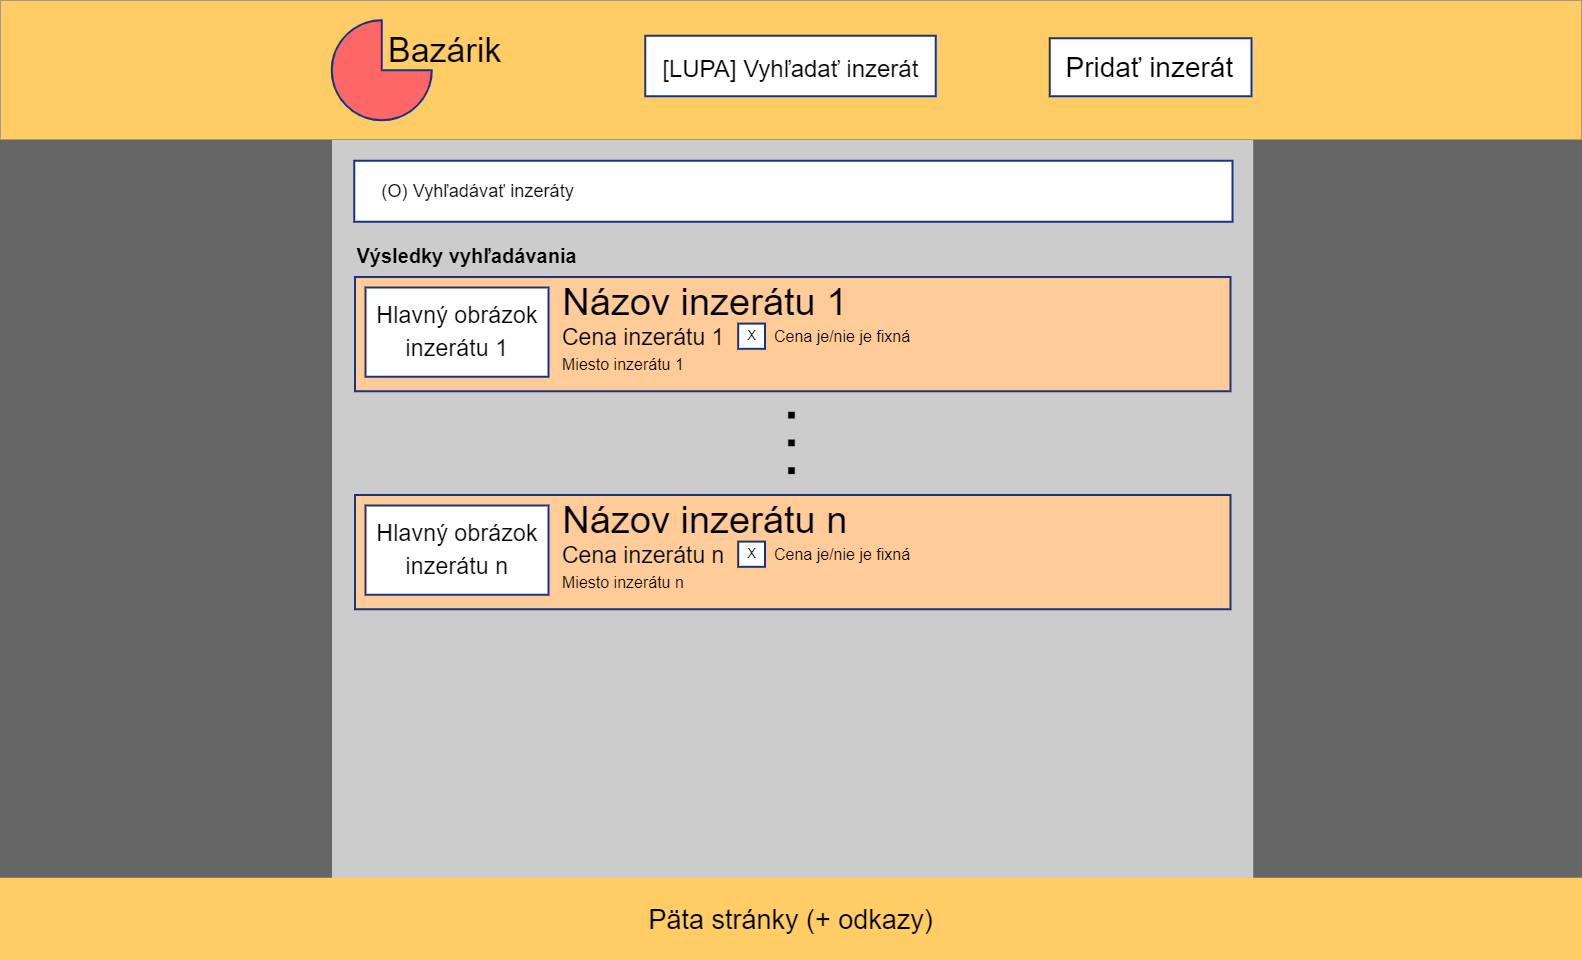 Bazárik
[LUPA] Vyhľadať inzerát
Pridať inzerát
(O) Vyhľadávať inzeráty
Výsledky vyhľadávania
Hlavný obrázok
inzerátu 1
Názov inzerátu 1
Cena inzerátu 1
X
Cena je/nie je fixná
Miesto inzerátu 1
Hlavný obrázok
inzerátu n
Názov inzerátu n
Cena inzerátu n
X
Cena je/nie je fixná
Miesto inzerátu n
Päta stránky (+ odkazy)